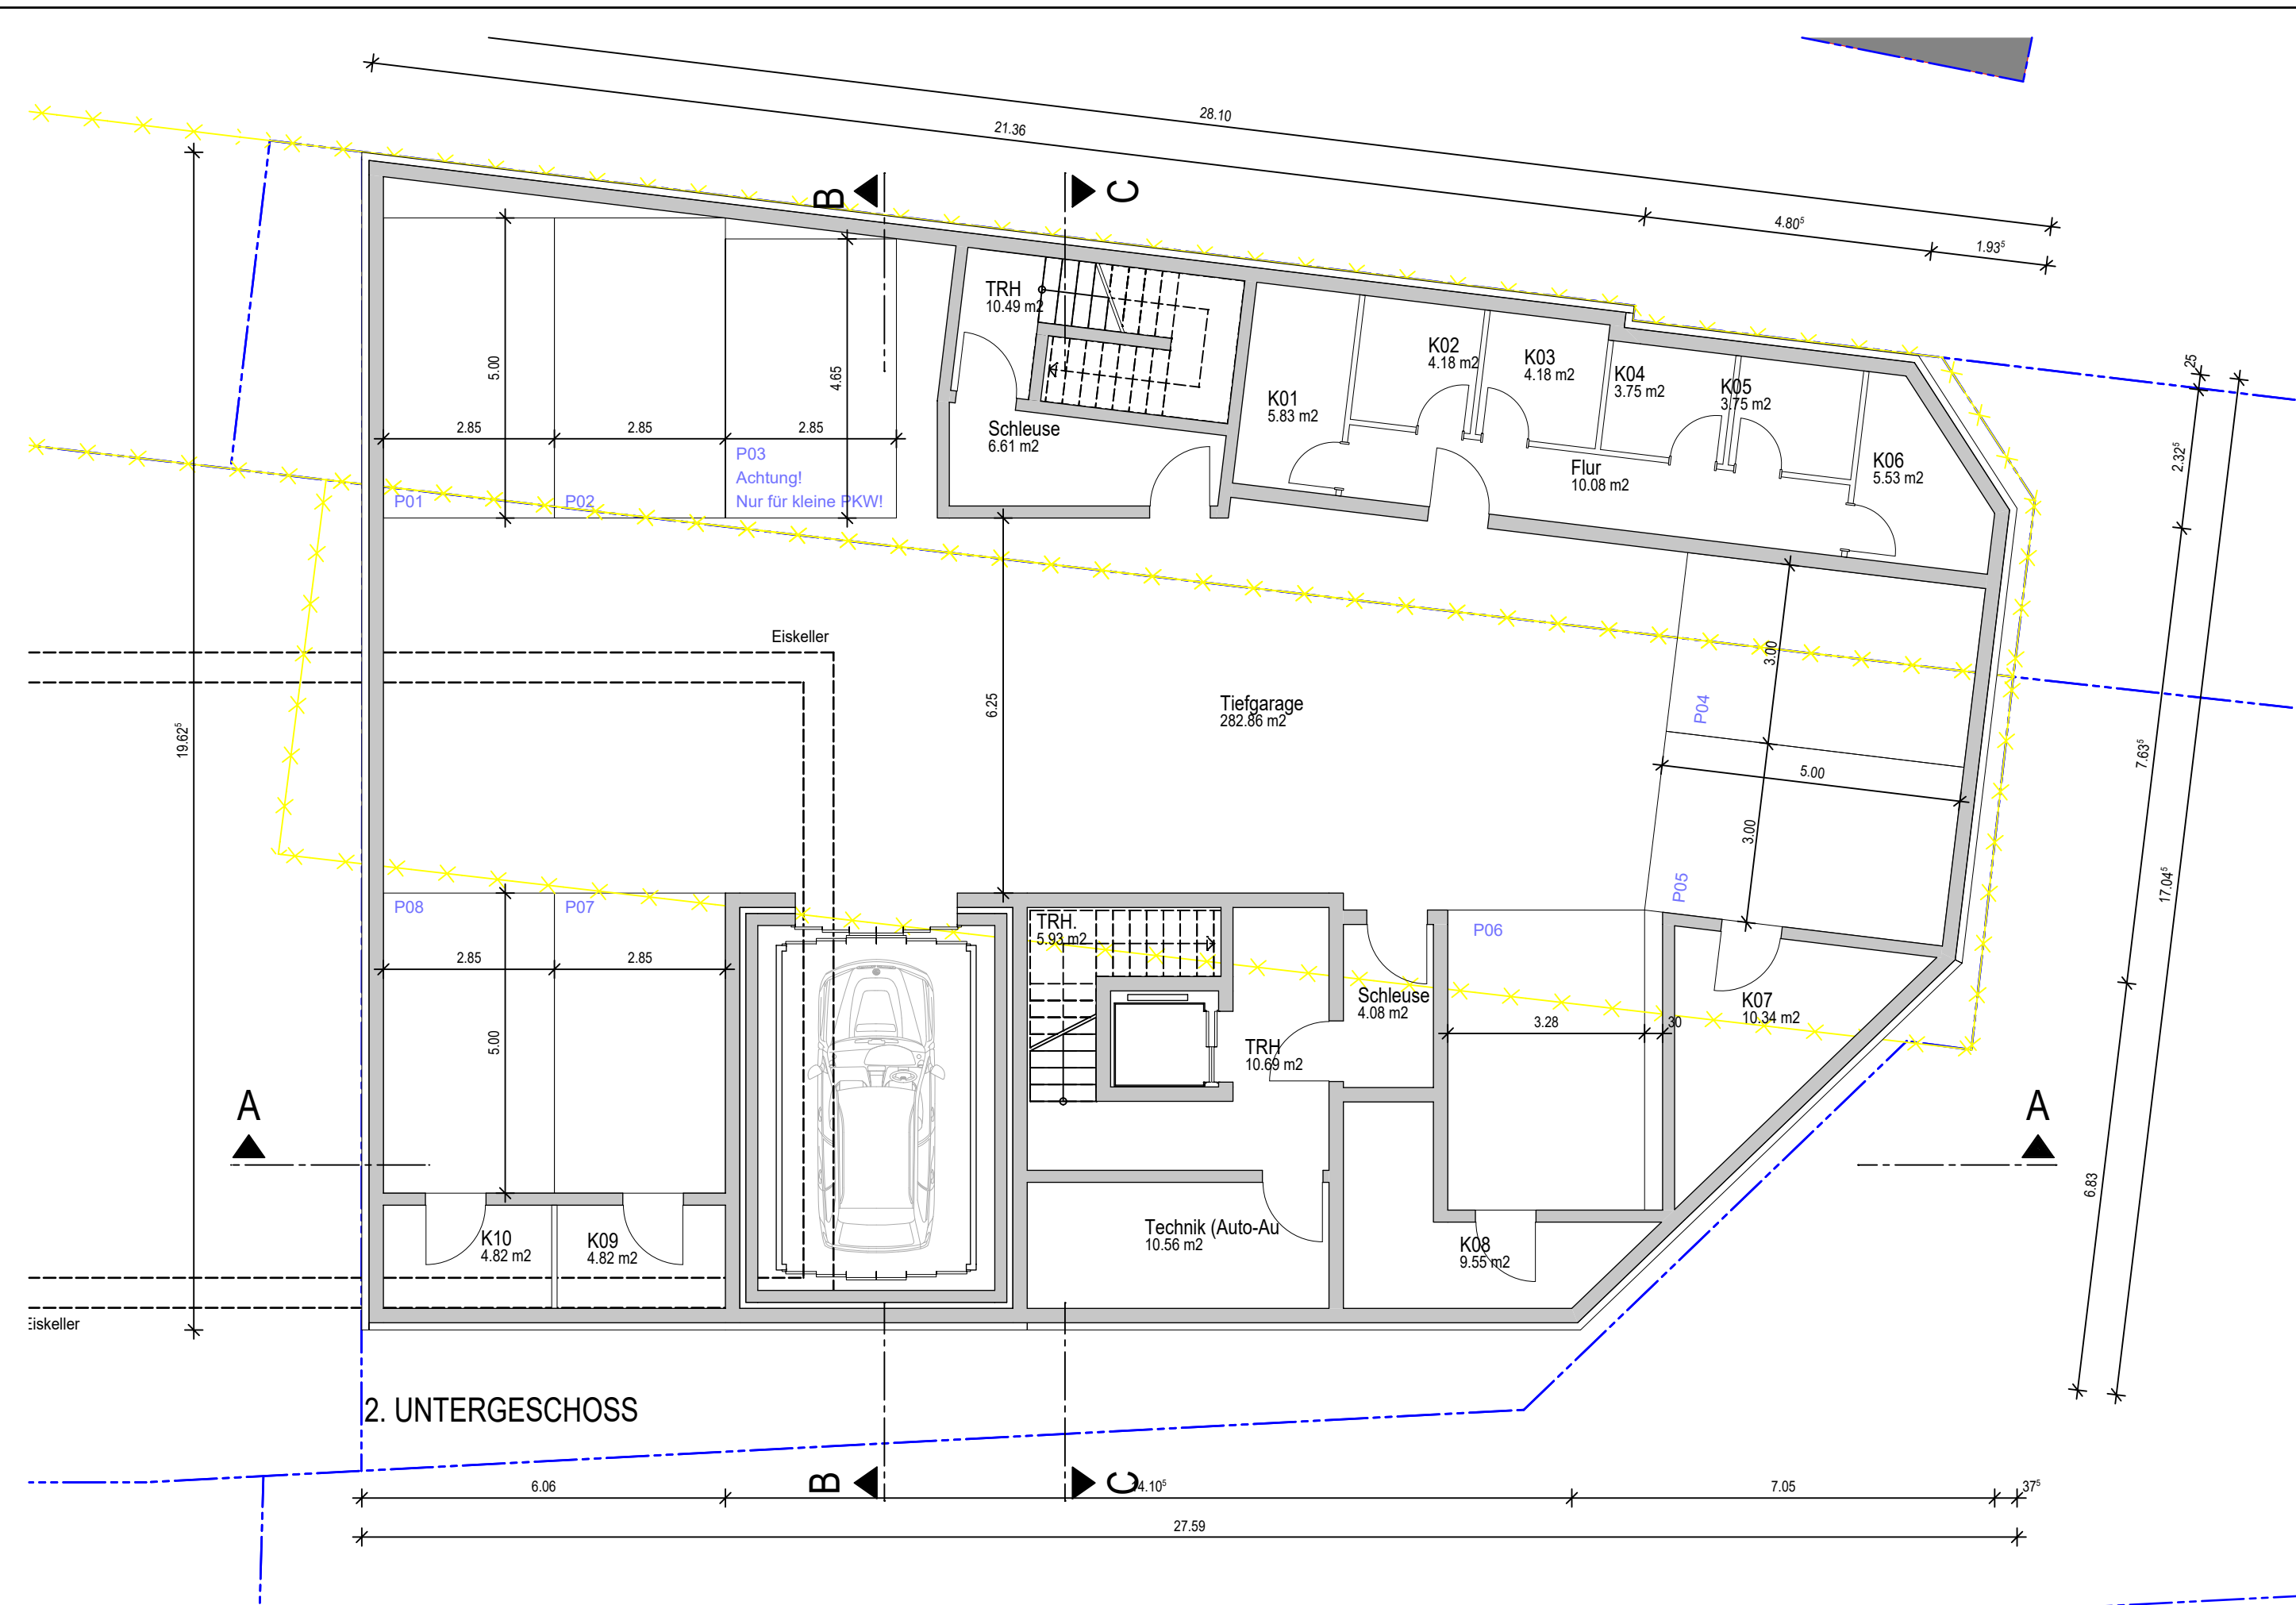 28.10
21.36
4.80⁵
1.93⁵
B
C
TRH
10.49 m2
K01
5.83 m2
K02
4.18 m2
K03
4.18 m2
K04
3.75 m2
K05
3.75 m2
K06
5.53 m2
Flur
10.08 m2
Schleuse
6.61 m2
25
2.32⁵
5.00
4.65
2.85
2.85
2.85
P01
P02
P03
Achtung!
Nur für kleine PKW!
Eiskeller
19.62⁵
6.25
Tiefgarage
282.86 m2
3.00
P04
5.00
3.00
P05
7.63⁵
17.04⁵
P08
P07
2.85
2.85
5.00
TRH.
5.93 m2
P06
Schleuse
4.08 m2
3.28
30
K07
10.34 m2
TRH
10.69 m2
A
A
6.83
K10
4.82 m2
K09
4.82 m2
Technik (Auto-Au
10.56 m2
K08
9.55 m2
Eiskeller
2. UNTERGESCHOSS
B
C
6.06
14.10⁵
7.05
37⁵
27.59